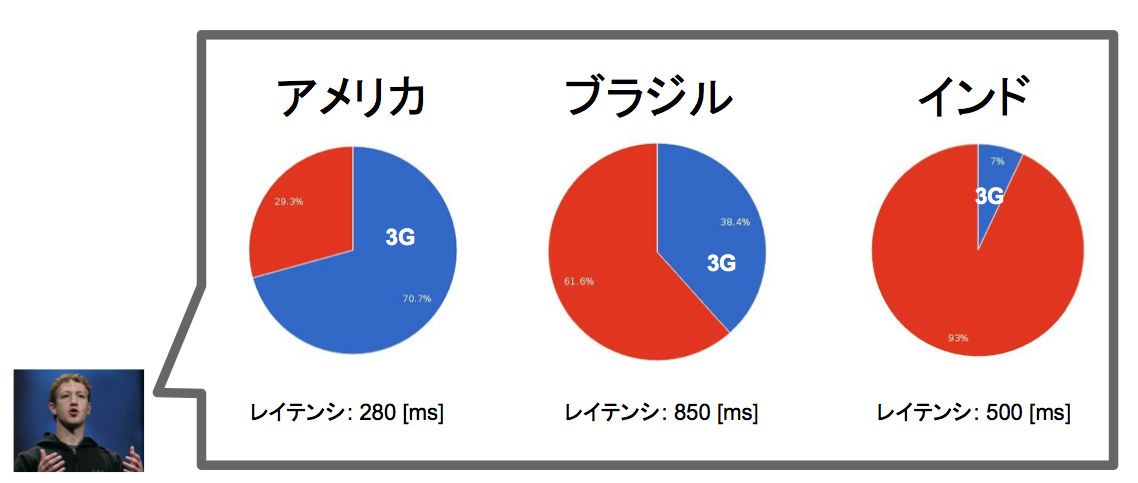 アメリカ
ブラジル
インド
29.3%
3G
70.7%
38.4%
3G
61.6%
7%
3G
93%
レイテンシ: 280 [ms]
レイテンシ: 850 [ms]
レイテンシ: 500 [ms]